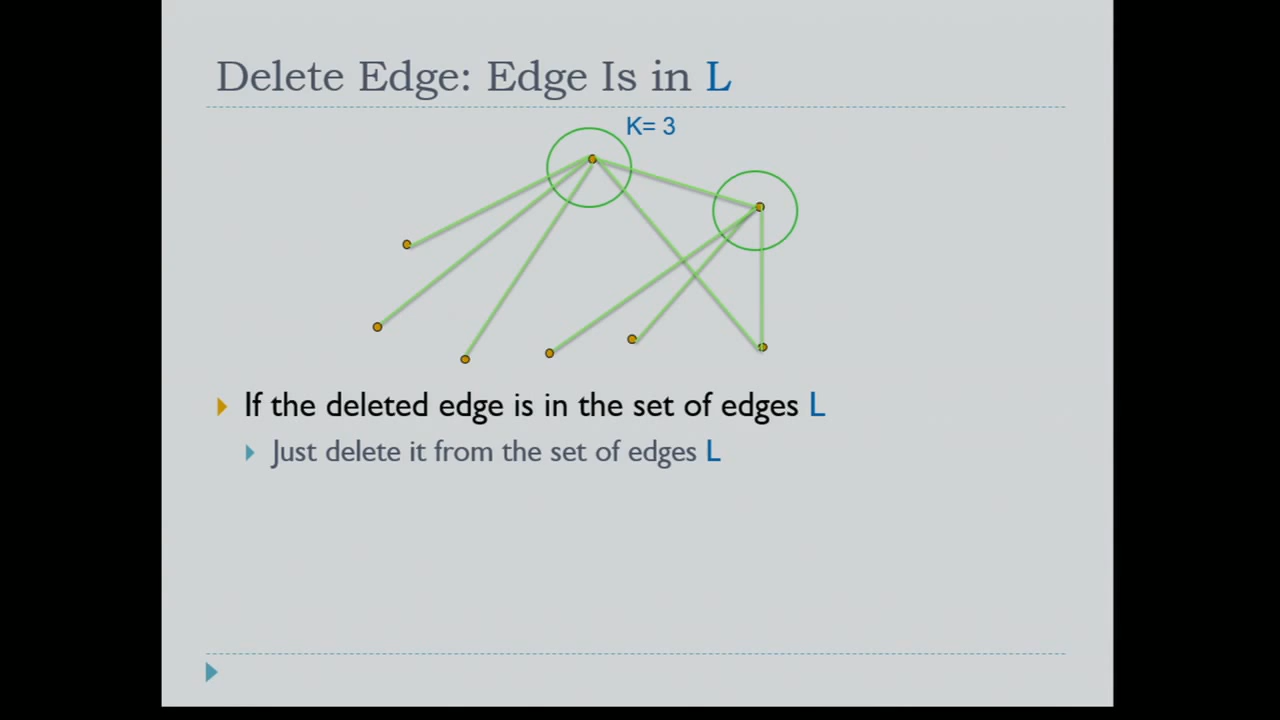 Delete Edge: Edge Is in L
K= 3
If the deleted edge is in the set of edges L
Just delete it from the set of edges L